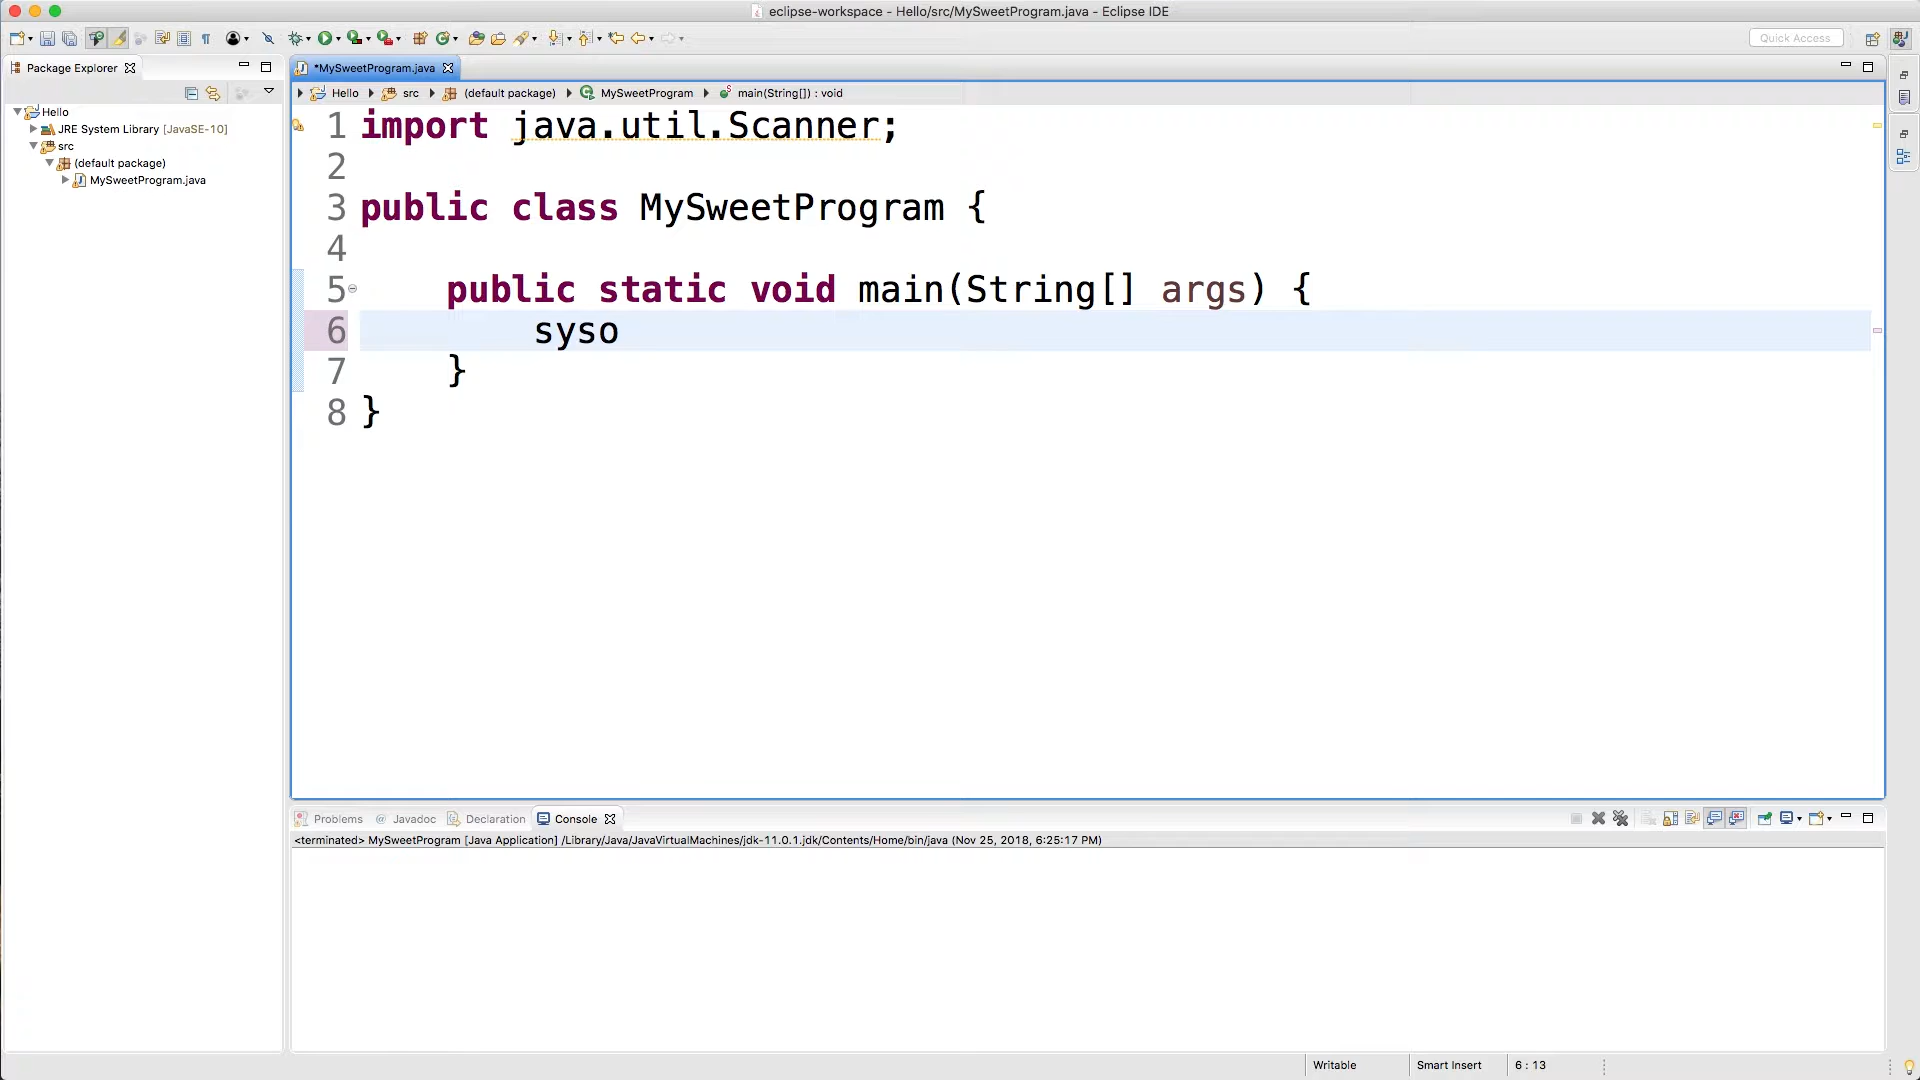 eclipse-workspace - Hello/src/MySweetProgram.java - Eclipse IDE
Quick Access
Package Explorer
*MySweetProgram.java
Hello src (default package) MySweetProgram main(String[]) : void
Hello
JRE System Library [JavaSE-10]
src
(default package)
MySweetProgram.java
1 import java.util.Scanner;
2
3 public class MySweetProgram {
4
5 public static void main(String[] args) {
6 syso
7 }
8 }
Problems @ Javadoc Declaration Console
<terminated> MySweetProgram [Java Application] /Library/Java/JavaVirtualMachines/jdk-11.0.1.jdk/Contents/Home/bin/java (Nov 25, 2018, 6:25:17 PM)
Writable Smart Insert 6 : 13